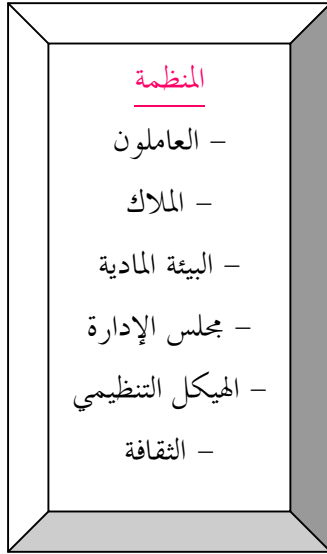 المنظمة
– العاملون
– الملاك
– البيئة المادية
– مجلس الإدارة
– الهيكل التنظيمي
– الثقافة